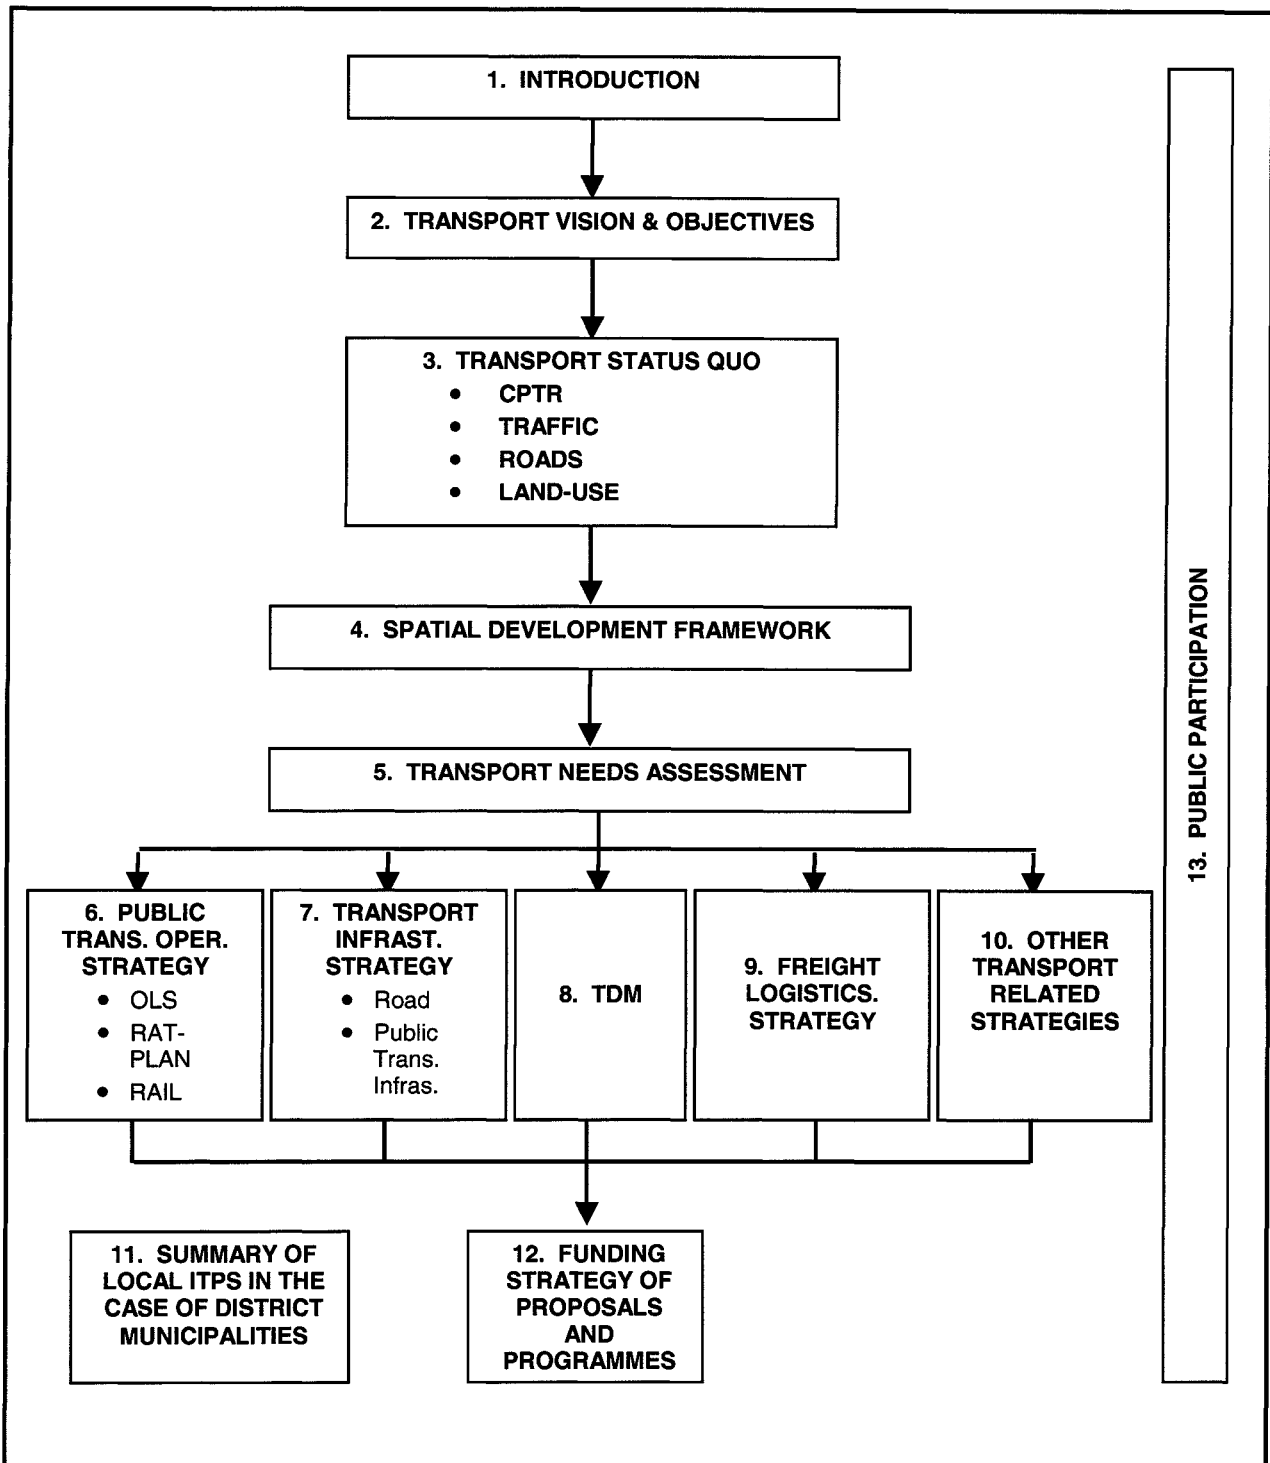 1. INTRODUCTION
2. TRANSPORT VISION & OBJECTIVES
3. TRANSPORT STATUS QUO
• CPTR
• TRAFFIC
• ROADS
• LAND-USE
4. SPATIAL DEVELOPMENT FRAMEWORK
5. TRANSPORT NEEDS ASSESSMENT
6. PUBLIC
TRANS. OPER.
STRATEGY
• OLS
• RAT-
PLAN
• RAIL
7. TRANSPORT
INFRAST.
STRATEGY
• Road
• Public
Trans.
Infras.
8. TDM
9. FREIGHT
LOGISTICS.
STRATEGY
10. OTHER
TRANSPORT
RELATED
STRATEGIES
11. SUMMARY OF
LOCAL ITPS IN THE
CASE OF DISTRICT
MUNICIPALITIES
12. FUNDING
STRATEGY OF
PROPOSALS
AND
PROGRAMMES
13. PUBLIC PARTICIPATION